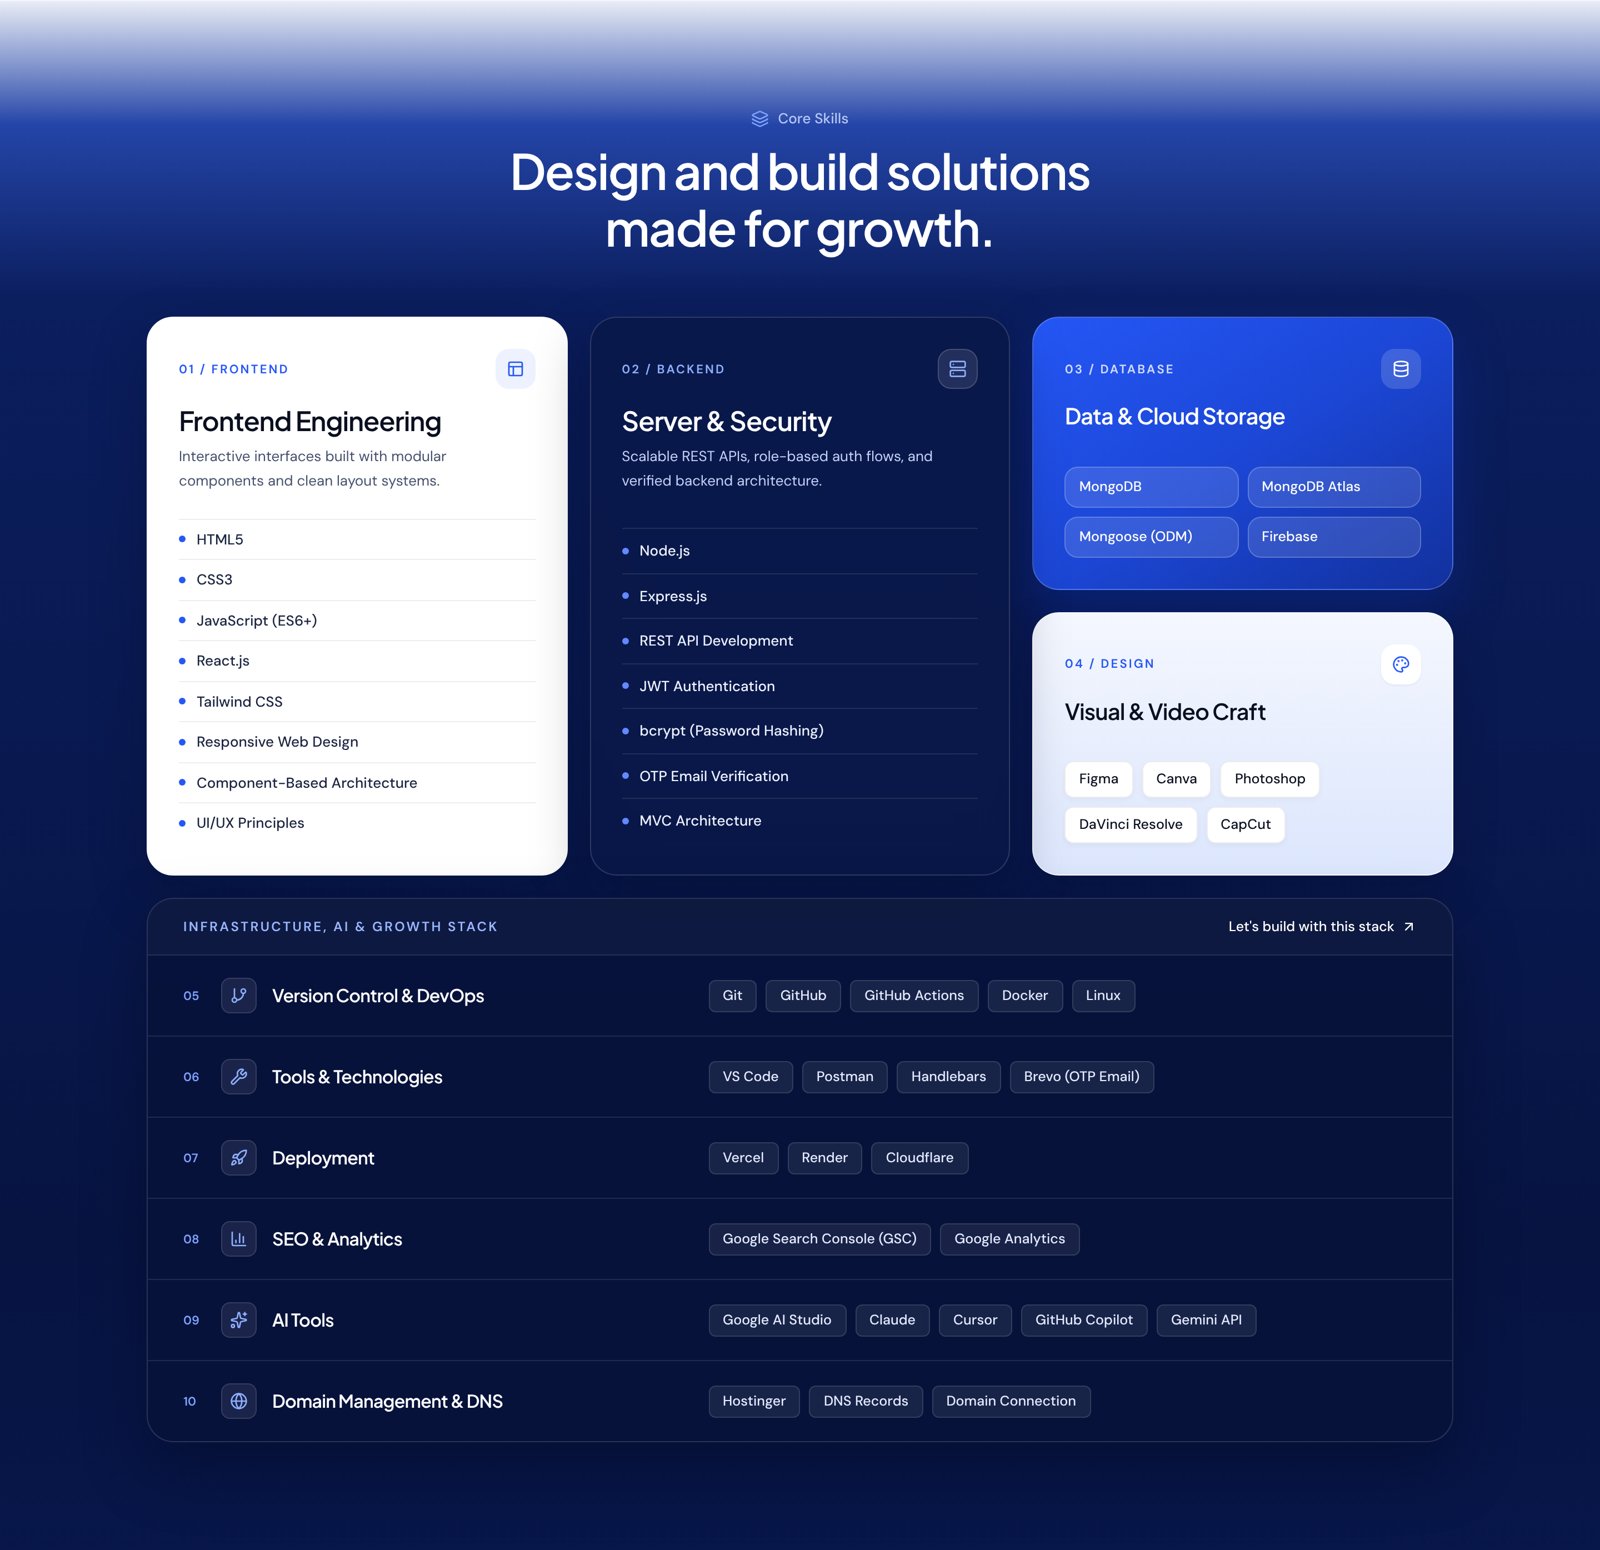 Core Skills
Design and build solutions
made for growth.
01 / FRONTEND
Frontend Engineering
Interactive interfaces built with modular
components and clean layout systems.
HTML5
CSS3
JavaScript (ES6+)
React.js
Tailwind CSS
Responsive Web Design
Component-Based Architecture
UI/UX Principles
02 / BACKEND
Server & Security
Scalable REST APIs, role-based auth flows, and
verified backend architecture.
Node.js
Express.js
REST API Development
JWT Authentication
bcrypt (Password Hashing)
OTP Email Verification
MVC Architecture
03 / DATABASE
Data & Cloud Storage
MongoDB MongoDB Atlas
Mongoose (ODM) Firebase
04 / DESIGN
Visual & Video Craft
Figma Canva Photoshop
DaVinci Resolve CapCut
INFRASTRUCTURE, AI & GROWTH STACK Let's build with this stack
05 Version Control & DevOps Git GitHub GitHub Actions Docker Linux
06 Tools & Technologies VS Code Postman Handlebars Brevo (OTP Email)
07 Deployment Vercel Render Cloudflare
08 SEO & Analytics Google Search Console (GSC) Google Analytics
09 AI Tools Google AI Studio Claude Cursor GitHub Copilot Gemini API
10 Domain Management & DNS Hostinger DNS Records Domain Connection